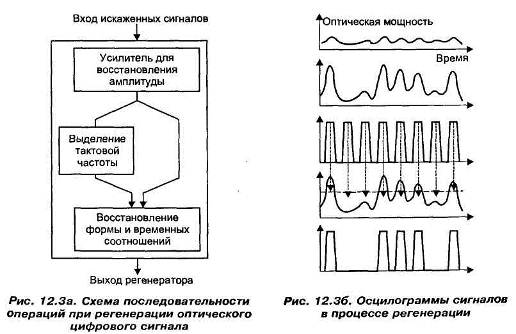 Вход искаженных сигналов
Усилитель для
восстановления
амплитуды
Выделение
тактовой
частоты
Восстановление
формы и временных
соотношений
Выход регенератора
Рис. 12.3а. Схема последовательности
операций при регенерации оптического
цифрового сигнала
Оптическая мощность
Время
Рис. 12.3б. Осцилограммы сигналов
в процессе регенерации